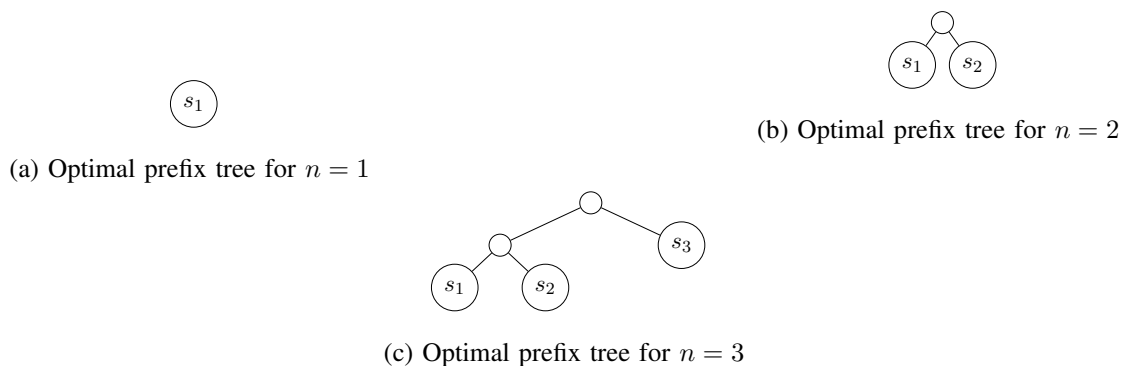 s₁ s₂
(b) Optimal prefix tree for n = 2
s₁
(a) Optimal prefix tree for n = 1
s₃
s₁ s₂
(c) Optimal prefix tree for n = 3